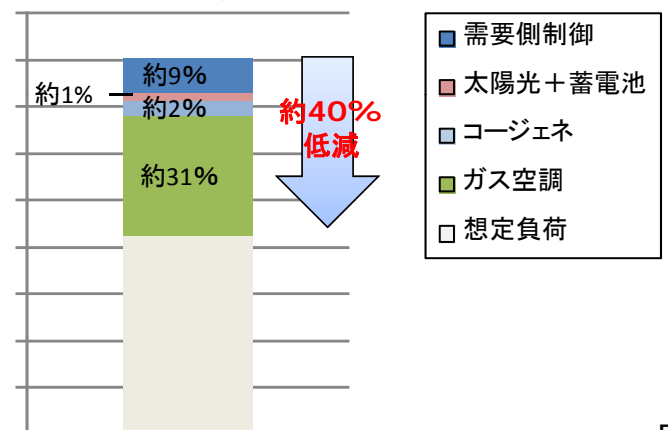 約9%
約1%
約2%
約31%
約40%
低減
需要側制御
太陽光＋蓄電池
コージェネ
ガス空調
想定負荷